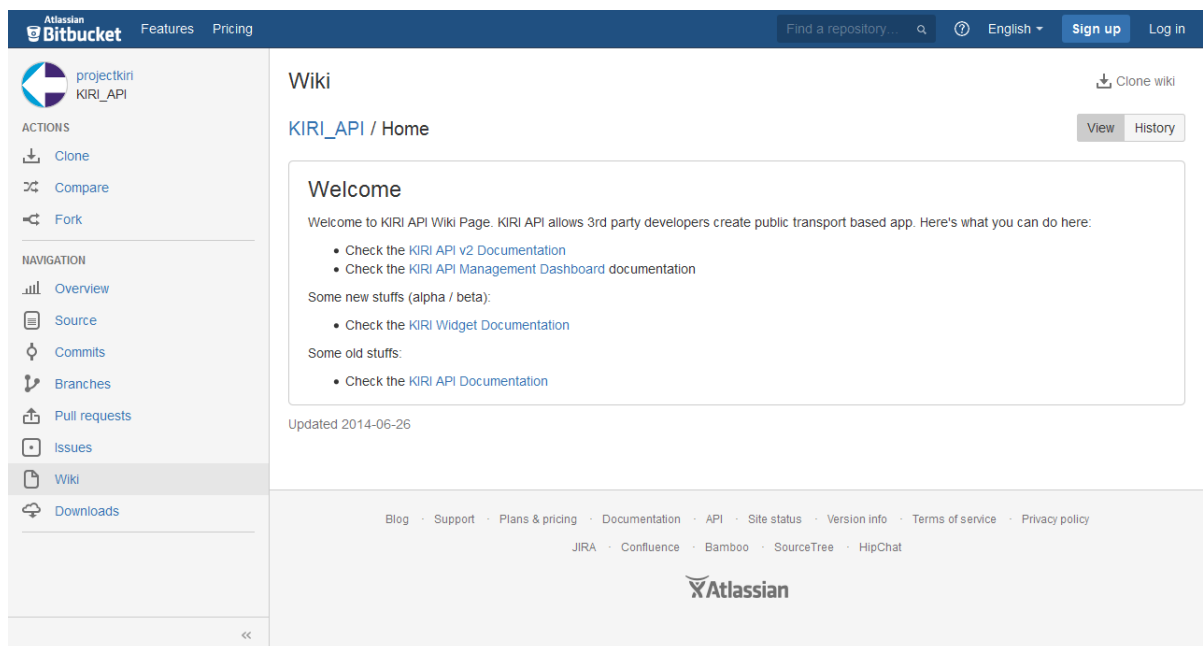 Atlassian
Bitbucket Features Pricing Find a repository... English Sign up Log in
projectkiri
KIRI_API
ACTIONS
Clone
Compare
Fork
NAVIGATION
Overview
Source
Commits
Branches
Pull requests
Issues
Wiki
Downloads
«
Wiki
Clone wiki
KIRI_API / Home
View History
Welcome
Welcome to KIRI API Wiki Page. KIRI API allows 3rd party developers create public transport based app. Here's what you can do here:
• Check the KIRI API v2 Documentation
• Check the KIRI API Management Dashboard documentation
Some new stuffs (alpha / beta):
• Check the KIRI Widget Documentation
Some old stuffs:
• Check the KIRI API Documentation
Updated 2014-06-26
Blog · Support · Plans & pricing · Documentation · API · Site status · Version info · Terms of service · Privacy policy
JIRA · Confluence · Bamboo · SourceTree · HipChat
Atlassian